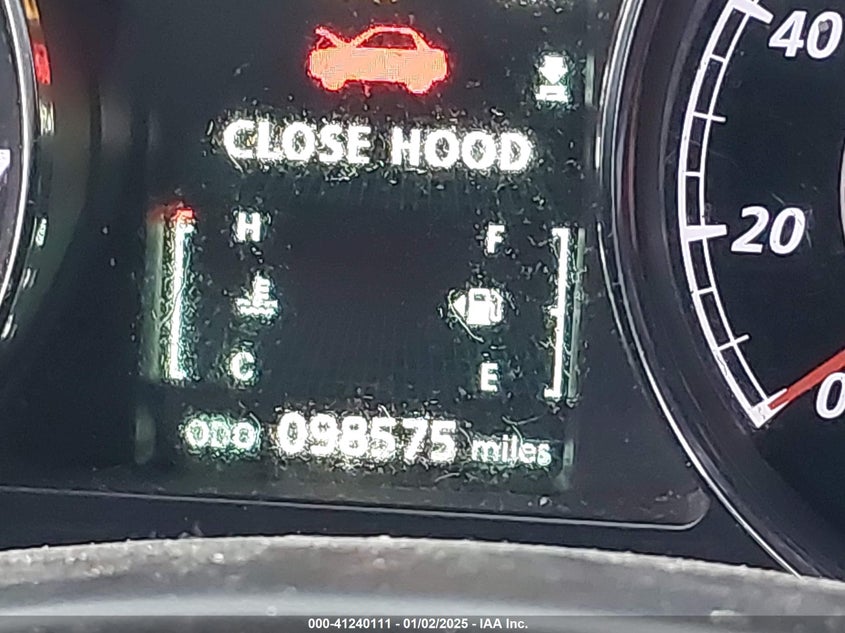 40
CLOSE HOOD
H
F
20
C
E
0
ODO 098575 miles
000-41240111 - 01/02/2025 - IAA Inc.